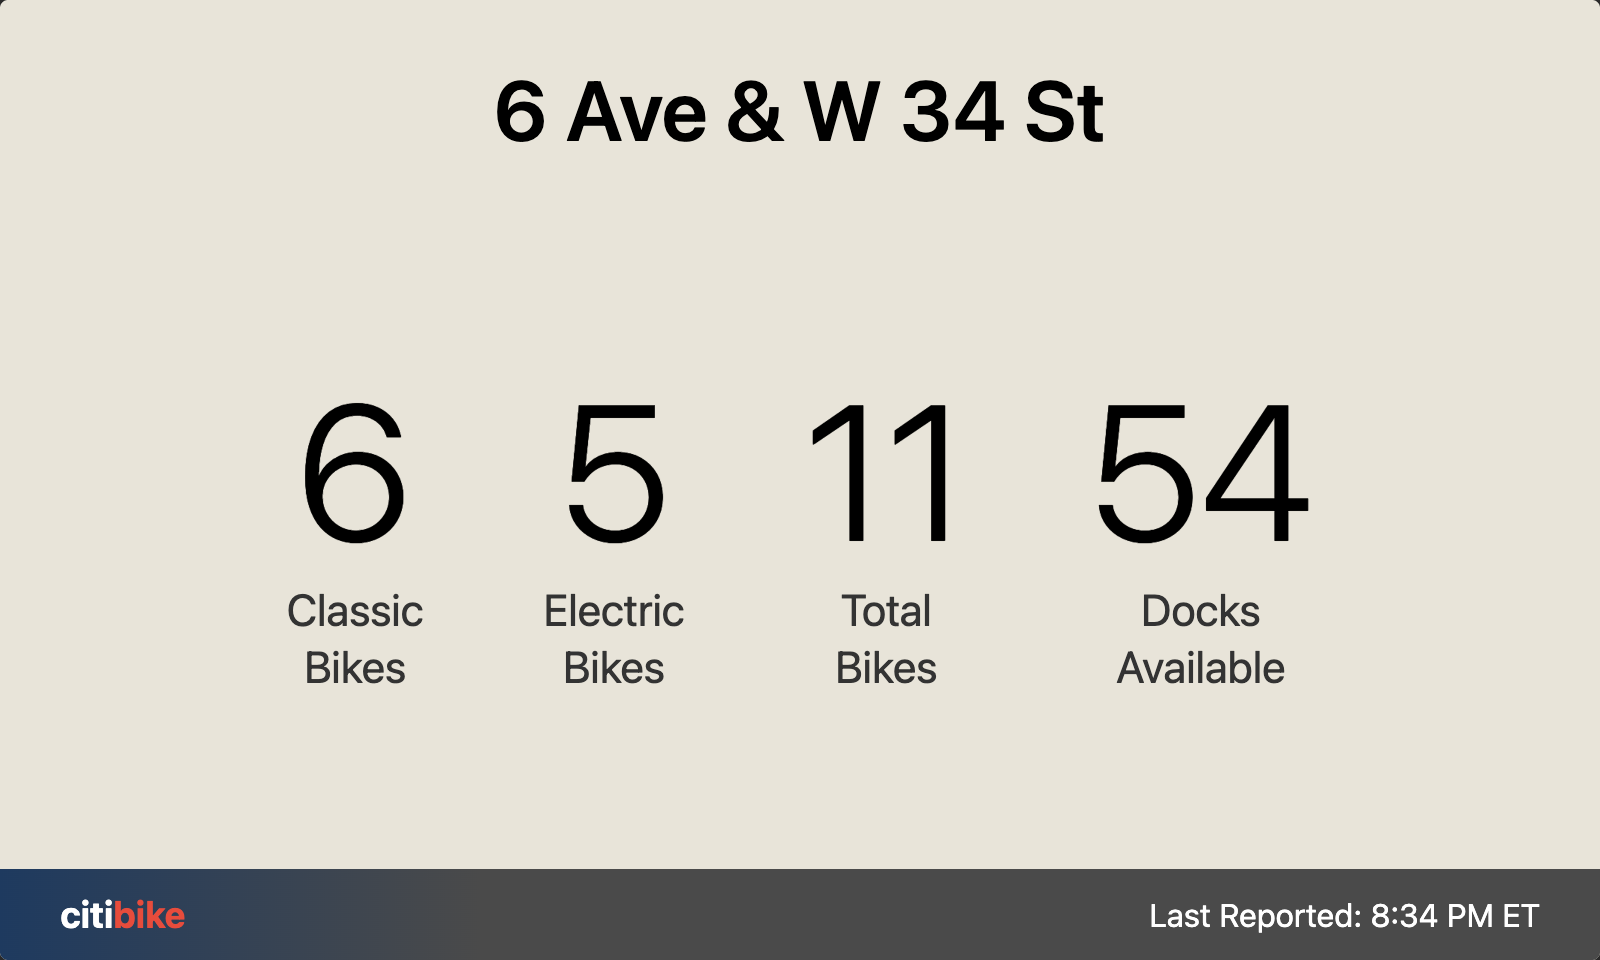 6 Ave & W 34 St
6
5
11
54
Classic
Bikes
Electric
Bikes
Total
Bikes
Docks
Available
citibike
Last Reported: 8:34 PM ET